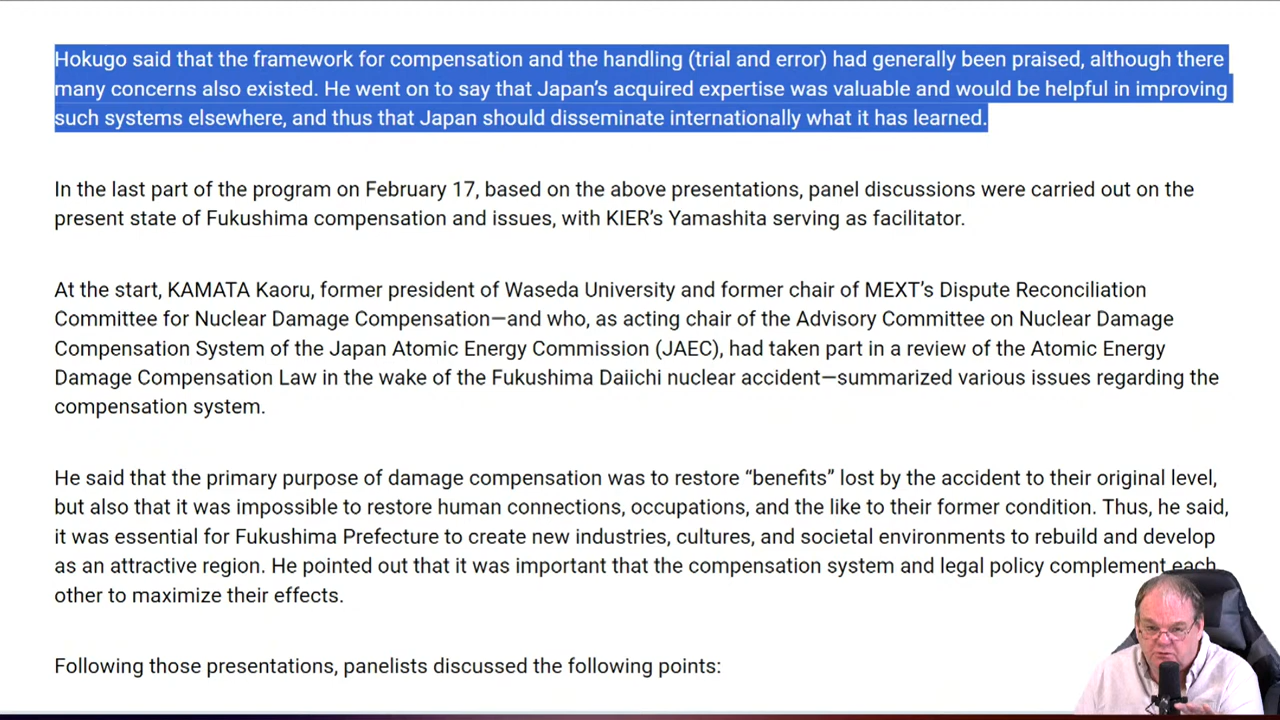 Hokugo said that the framework for compensation and the handling (trial and error) had generally been praised, although there
many concerns also existed. He went on to say that Japan’s acquired expertise was valuable and would be helpful in improving
such systems elsewhere, and thus that Japan should disseminate internationally what it has learned.
In the last part of the program on February 17, based on the above presentations, panel discussions were carried out on the
present state of Fukushima compensation and issues, with KIER’s Yamashita serving as facilitator.
At the start, KAMATA Kaoru, former president of Waseda University and former chair of MEXT’s Dispute Reconciliation
Committee for Nuclear Damage Compensation—and who, as acting chair of the Advisory Committee on Nuclear Damage
Compensation System of the Japan Atomic Energy Commission (JAEC), had taken part in a review of the Atomic Energy
Damage Compensation Law in the wake of the Fukushima Daiichi nuclear accident—summarized various issues regarding the
compensation system.
He said that the primary purpose of damage compensation was to restore “benefits” lost by the accident to their original level,
but also that it was impossible to restore human connections, occupations, and the like to their former condition. Thus, he said,
it was essential for Fukushima Prefecture to create new industries, cultures, and societal environments to rebuild and develop
as an attractive region. He pointed out that it was important that the compensation system and legal policy complement each
other to maximize their effects.
Following those presentations, panelists discussed the following points: